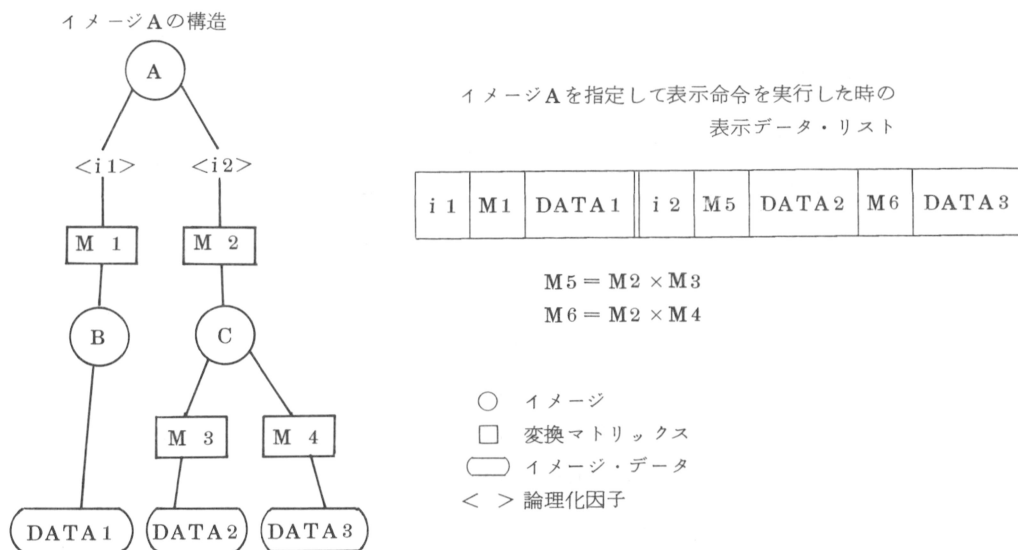 イメージAの構造
A
<i1> <i2>
M 1 M 2
B C
M 3 M 4
DATA1 DATA2 DATA3
イメージAを指定して表示命令を実行した時の
表示データ・リスト
i 1 M1 DATA1 i 2 M5 DATA2 M6 DATA3
M5=M2×M3
M6=M2×M4
イメージ
変換マトリックス
イメージ・データ
< > 論理化因子